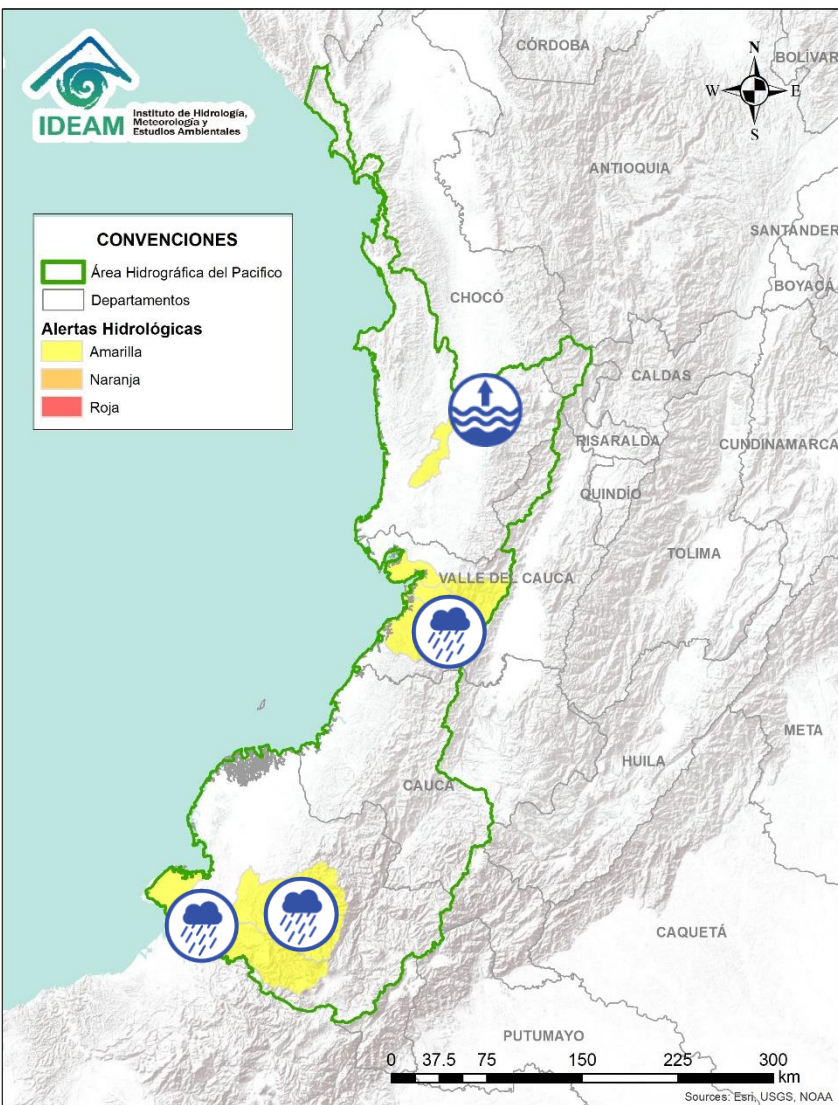 IDEAM
Instituto de Hidrología,
Meteorología y
Estudios Ambientales
N
W
E
S
CONVENCIONES
Área Hidrográfica del Pacifico
Departamentos
Alertas Hidrológicas
Amarilla
Naranja
Roja
CÓRDOBA
BOLÍVAR
ANTIOQUIA
SANTANDER
BOYACÁ
CHOCÓ
CALDAS
RISARALDA
CUNDINAMARCA
QUINDÍO
TOLIMA
VALLE DEL CAUCA
META
HUILA
CAUCA
CAQUETÁ
PUTUMAYO
0 37.5 75 150 225 300
km
Sources: Esri, USGS, NOAA